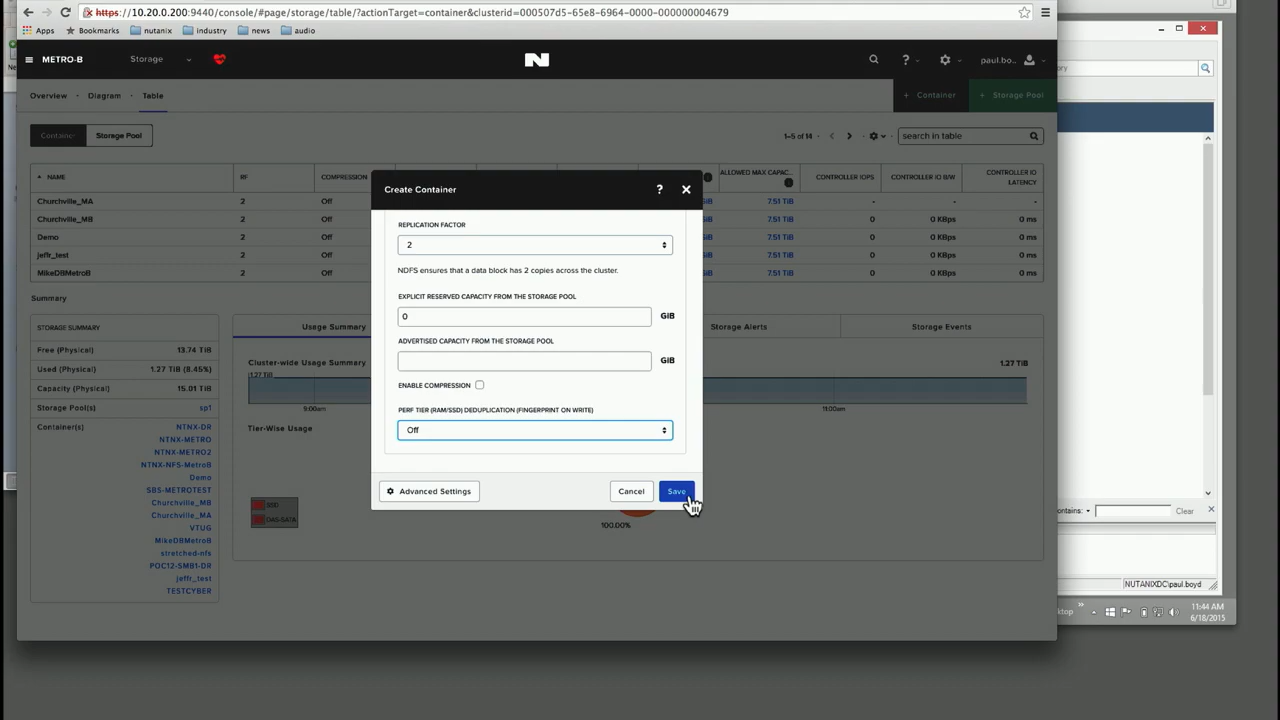 https://10.20.0.200:9440/console/#page/storage/table/?actionTarget=container&clusterid=000507d5-65e8-6964-0000-000000004679
Apps Bookmarks nutanix industry news audio
METRO-B Storage N ? paul.bo..
Overview Diagram Table + Container + Storage Pool
Container Storage Pool 1-5 of 14 search in table
NAME RF COMPRESSION ALLOWED MAX CAPAC... CONTROLLER IOPS CONTROLLER IO B/W CONTROLLER IO LATENCY
Churchville_MA 2 Off GiB 7.51 TiB - - -
Churchville_MB 2 Off GiB 7.51 TiB 0 0 KBps 0 ms
Demo 2 Off GiB 7.51 TiB 0 0 KBps 0 ms
jeffr_test 2 Off GiB 7.51 TiB 0 0 KBps 0 ms
MikeDBMetroB 2 Off GiB 7.51 TiB 0 0 KBps 0 ms
Summary
STORAGE SUMMARY
Free (Physical) 13.74 TiB
Used (Physical) 1.27 TiB (8.45%)
Capacity (Physical) 15.01 TiB
Storage Pool(s) sp1
Container(s) NTNX-DR
NTNX-METRO
NTNX-NFS-MetroB
Demo
SBS-METROTEST
Churchville_MB
Churchville_MA
VTUG
MikeDBMetroB
stretched-nfs
POC12-SMB1-DR
jeffr_test
TESTCYBER
Usage Summary Storage Alerts Storage Events
Cluster-wide Usage Summary 1.27 TiB
1.27 TiB
9:00am 11:00am
Tier-Wise Usage
SSD
DAS-SATA
100.00%
Create Container ?
REPLICATION FACTOR
2
NDFS ensures that a data block has 2 copies across the cluster.
EXPLICIT RESERVED CAPACITY FROM THE STORAGE POOL
0 GiB
ADVERTISED CAPACITY FROM THE STORAGE POOL
GiB
ENABLE COMPRESSION
PERF TIER (RAM/SSD) DEDUPLICATION (FINGERPRINT ON WRITE)
Off
Advanced Settings Cancel Save
ory
Clear
NUTANIXDC\paul.boyd
ktop
11:44 AM
6/18/2015